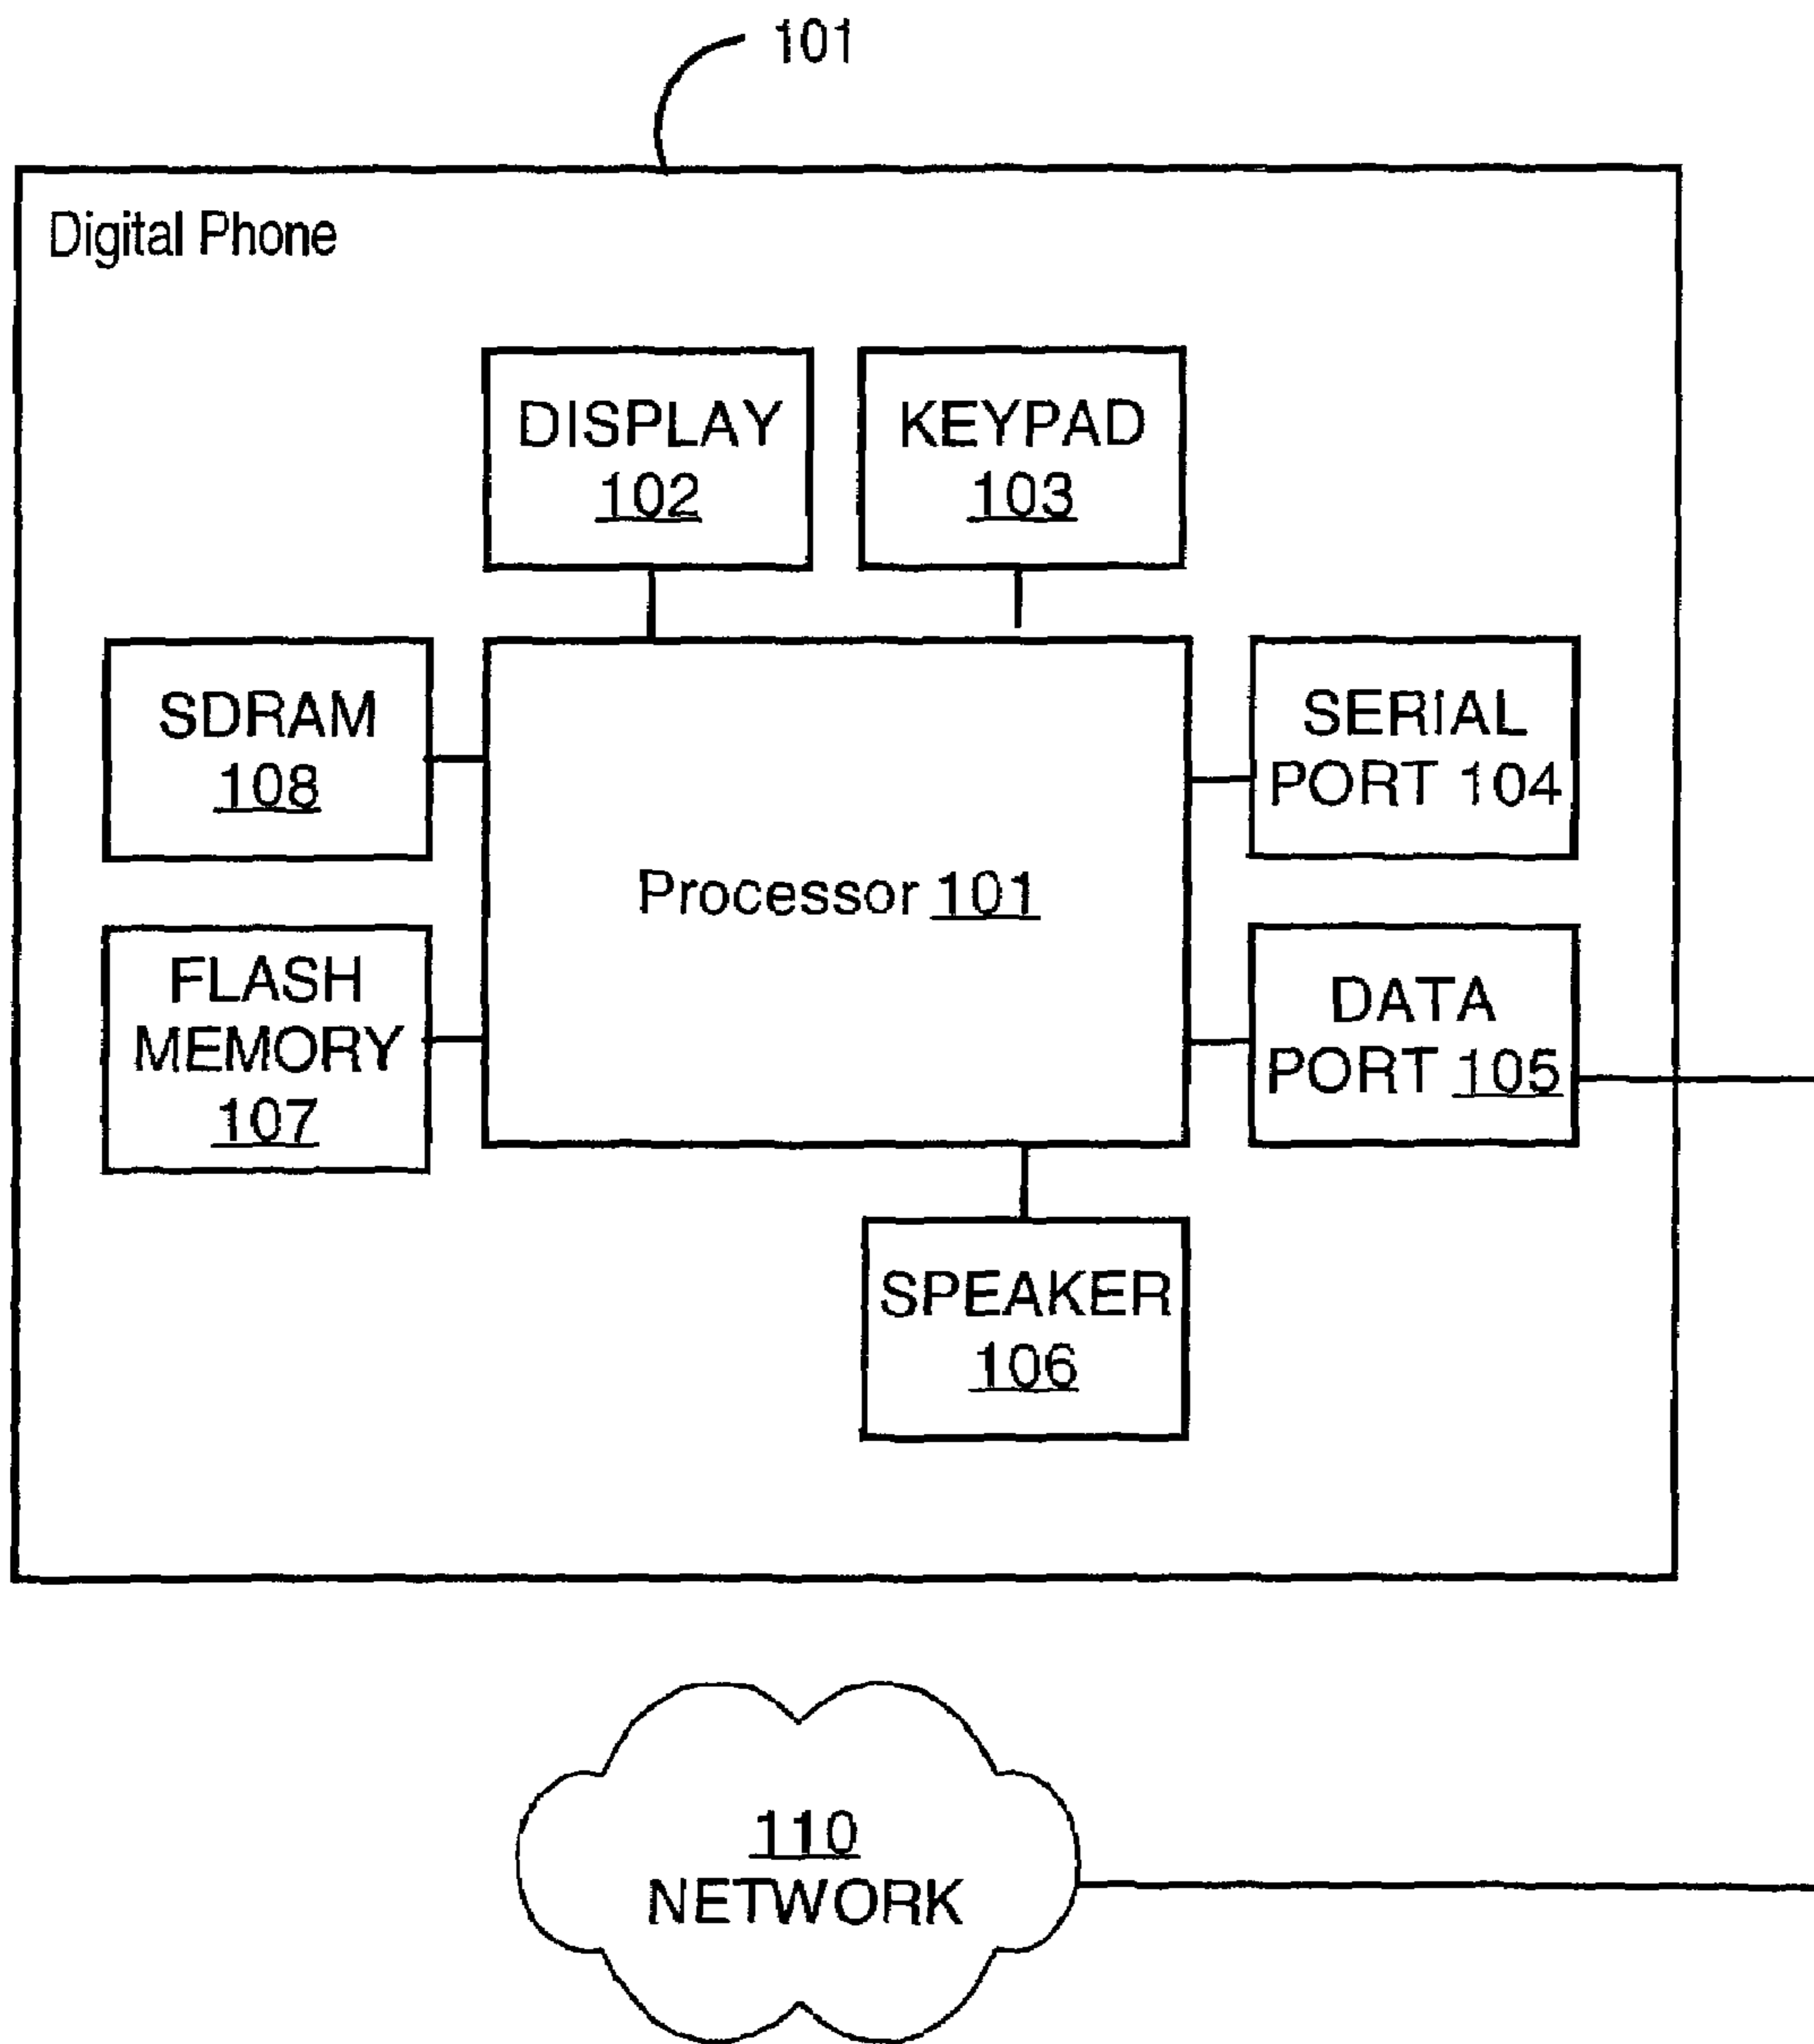 101
Digital Phone
DISPLAY
102
KEYPAD
103
SDRAM
108
SERIAL
PORT 104
Processor 101
FLASH
MEMORY
107
DATA
PORT 105
SPEAKER
106
110
NETWORK